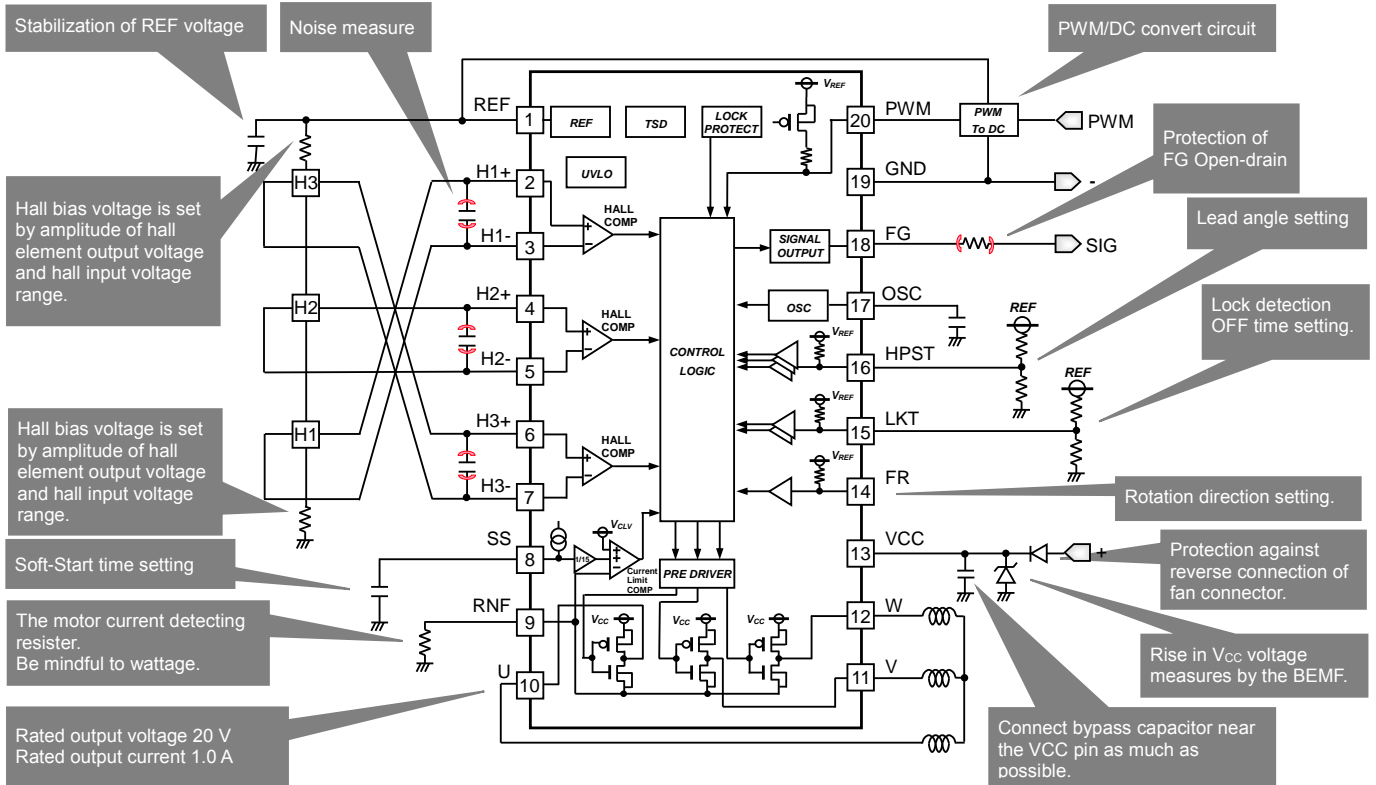 Stabilization of REF voltage
Noise measure
PWM/DC convert circuit
Hall bias voltage is set
by amplitude of hall
element output voltage
and hall input voltage
range.
Hall bias voltage is set
by amplitude of hall
element output voltage
and hall input voltage
range.
Soft-Start time setting
The motor current detecting
resister.
Be mindful to wattage.
Rated output voltage 20 V
Rated output current 1.0 A
H3
H2
H1
REF
H1+
H1-
H2+
H2-
H3+
H3-
SS
RNF
U
1
2
3
4
5
6
7
8
9
10
REF
TSD
LOCK
PROTECT
UVLO
VREF
HALL
COMP
+
−
HALL
COMP
+
−
HALL
COMP
+
−
CONTROL
LOGIC
SIGNAL
OUTPUT
OSC
VREF
VREF
VREF
VCLV
1/15
+
+
−
Current
Limit
COMP
PRE DRIVER
VCC
VCC
VCC
20
19
18
17
16
15
14
13
12
11
PWM
GND
FG
OSC
HPST
LKT
FR
VCC
W
V
PWM
To DC
PWM
-
SIG
REF
REF
+
Protection of
FG Open-drain
Lead angle setting
Lock detection
OFF time setting.
Rotation direction setting.
Protection against
reverse connection of
fan connector.
Rise in VCC voltage
measures by the BEMF.
Connect bypass capacitor near
the VCC pin as much as
possible.